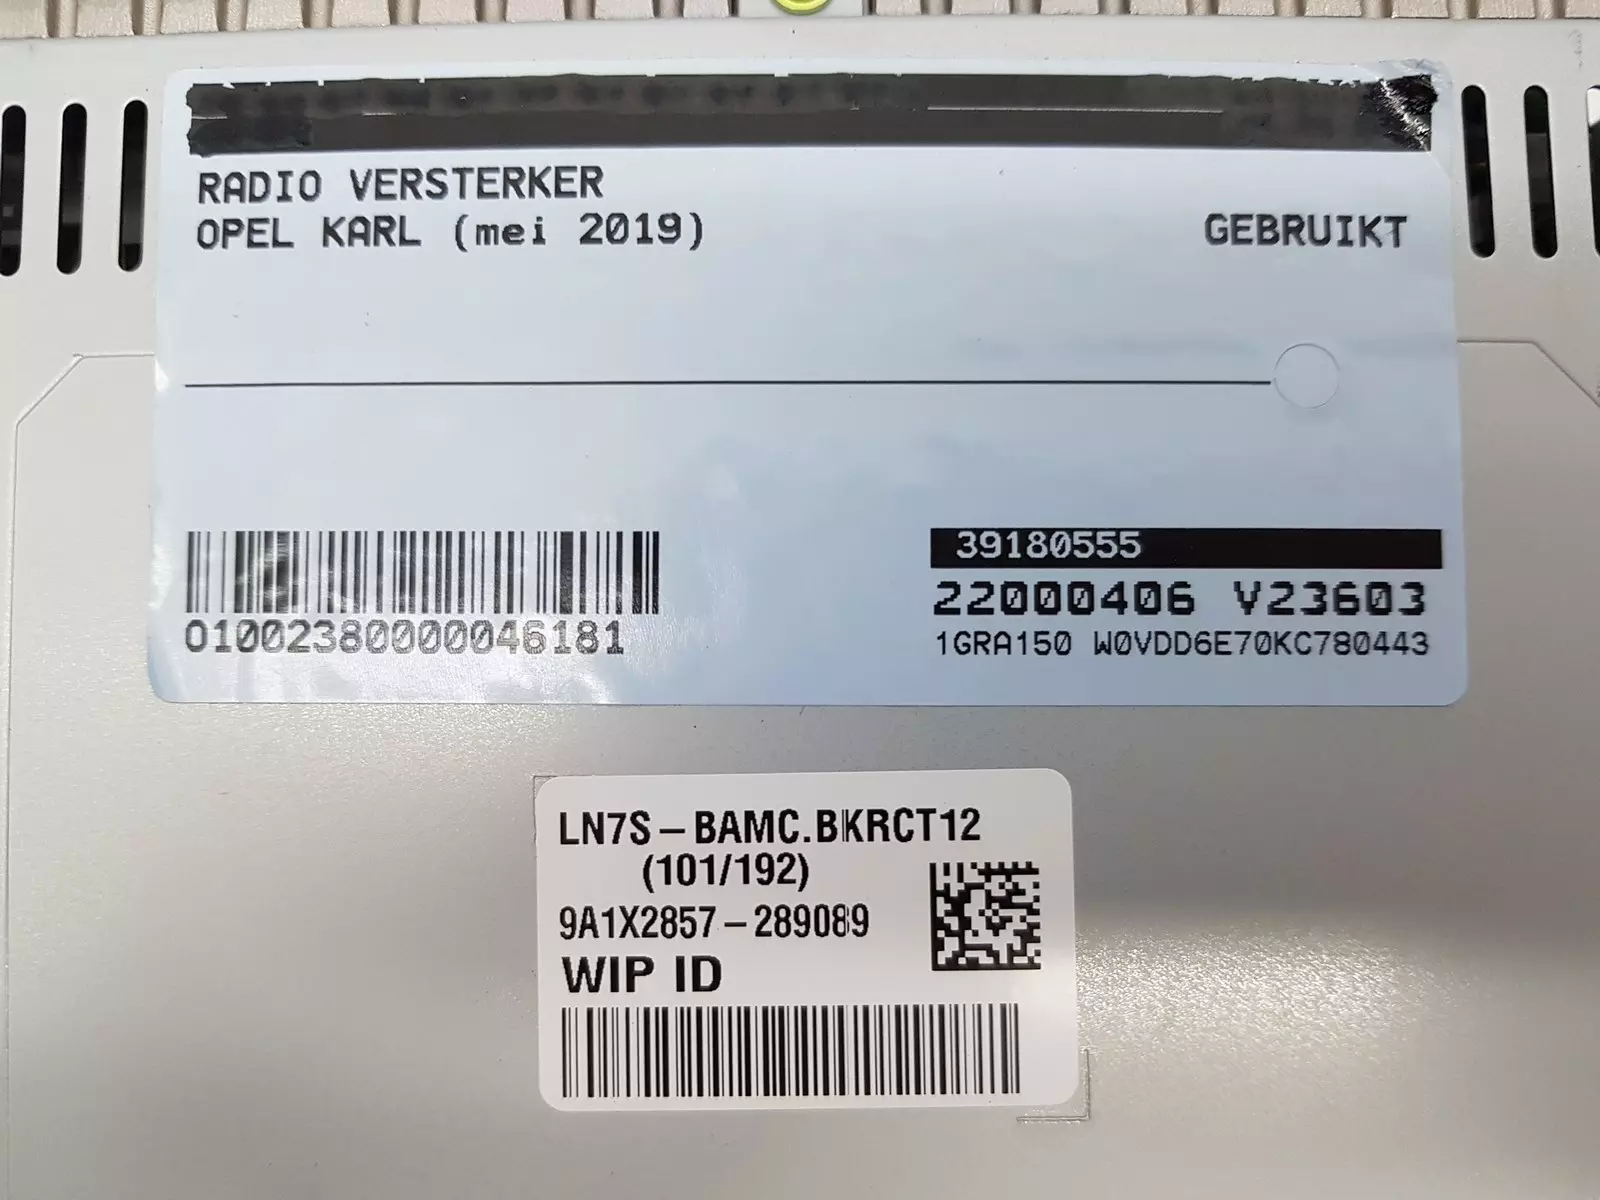 RADIO VERSTERKER
OPEL KARL (mei 2019)
GEBRUIKT
39180555
22000406 V23603
0100238000046181
1GRA150 W0VDD6E70KC780443
LN7S-BAMC.BKRCT12
(101/192)
9A1X2857-289089
WIP ID